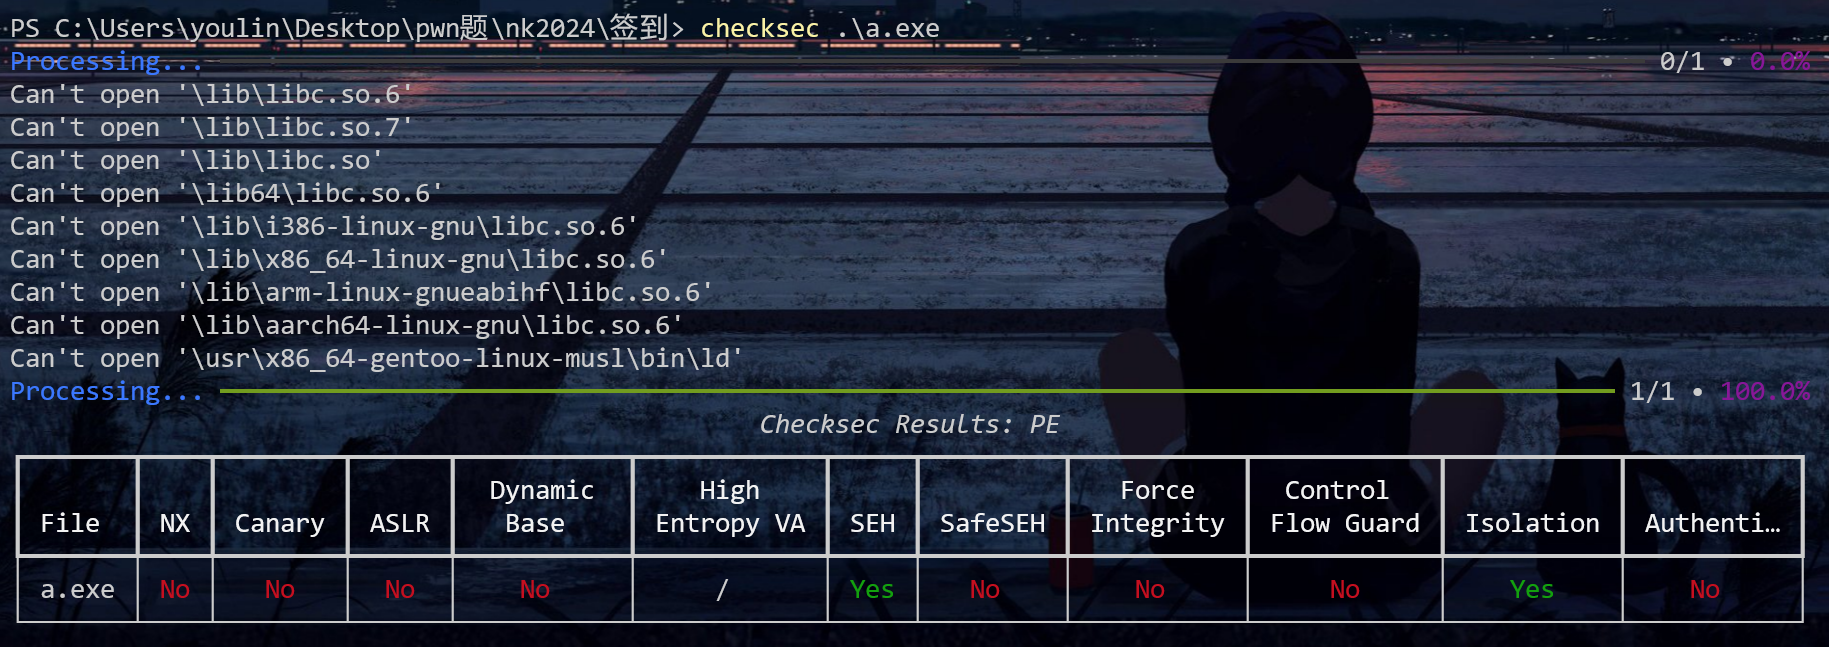 PS C:\Users\youlin\Desktop\pwn题\nk2024\签到> checksec .\a.exe
Processing... 0/1 • 0.0%
Can't open '\lib\libc.so.6'
Can't open '\lib\libc.so.7'
Can't open '\lib\libc.so'
Can't open '\lib64\libc.so.6'
Can't open '\lib\i386-linux-gnu\libc.so.6'
Can't open '\lib\x86_64-linux-gnu\libc.so.6'
Can't open '\lib\arm-linux-gnueabihf\libc.so.6'
Can't open '\lib\aarch64-linux-gnu\libc.so.6'
Can't open '\usr\x86_64-gentoo-linux-musl\bin\ld'
Processing... 1/1 • 100.0%
Checksec Results: PE
Dynamic High Force Control
File NX Canary ASLR Base Entropy VA SEH SafeSEH Integrity Flow Guard Isolation Authenti…
a.exe No No No No / Yes No No No Yes No